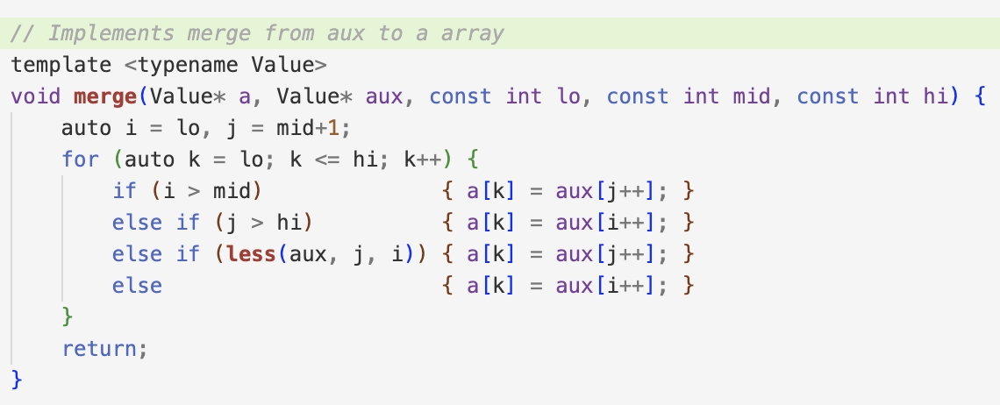 // Implements merge from aux to a array
template <typename Value>
void merge(Value* a, Value* aux, const int lo, const int mid, const int hi) {
    auto i = lo, j = mid+1;
    for (auto k = lo; k <= hi; k++) {
        if (i > mid)              { a[k] = aux[j++]; }
        else if (j > hi)          { a[k] = aux[i++]; }
        else if (less(aux, j, i)) { a[k] = aux[j++]; }
        else                      { a[k] = aux[i++]; }
    }
    return;
}